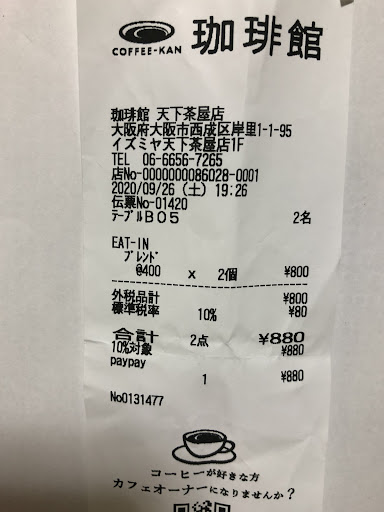 COFFEE-KAN 珈琲館
珈琲館 天下茶屋店
大阪府大阪市西成区岸里1-1-95
イズミヤ天下茶屋店1F
TEL 06-6656-7265
店No-0000000086028-0001
2020/09/26 (土) 19:26
伝票No-01420
ﾃｰﾌﾞﾙB05 2名
EAT-IN
ﾌﾞﾚﾝﾄﾞ
@400 x 2個 ¥800
外税品計 ¥800
標準税率 10% ¥80
合計 2点 ¥880
10%対象 ¥880
paypay
1 ¥880
No0131477
コーヒーが好きな方
カフェオーナーになりませんか?